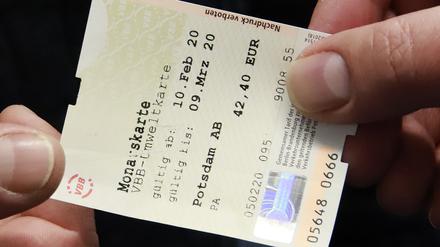 Nachdruck verboten
Monatskarte
VBB-Umweltkarte
gültig ab: 10.Feb 20
gültig bis: 09.Mrz 20
Potsdam AB 42,40 EUR
PA
050220 095 9008 55
05648 0666
VBB